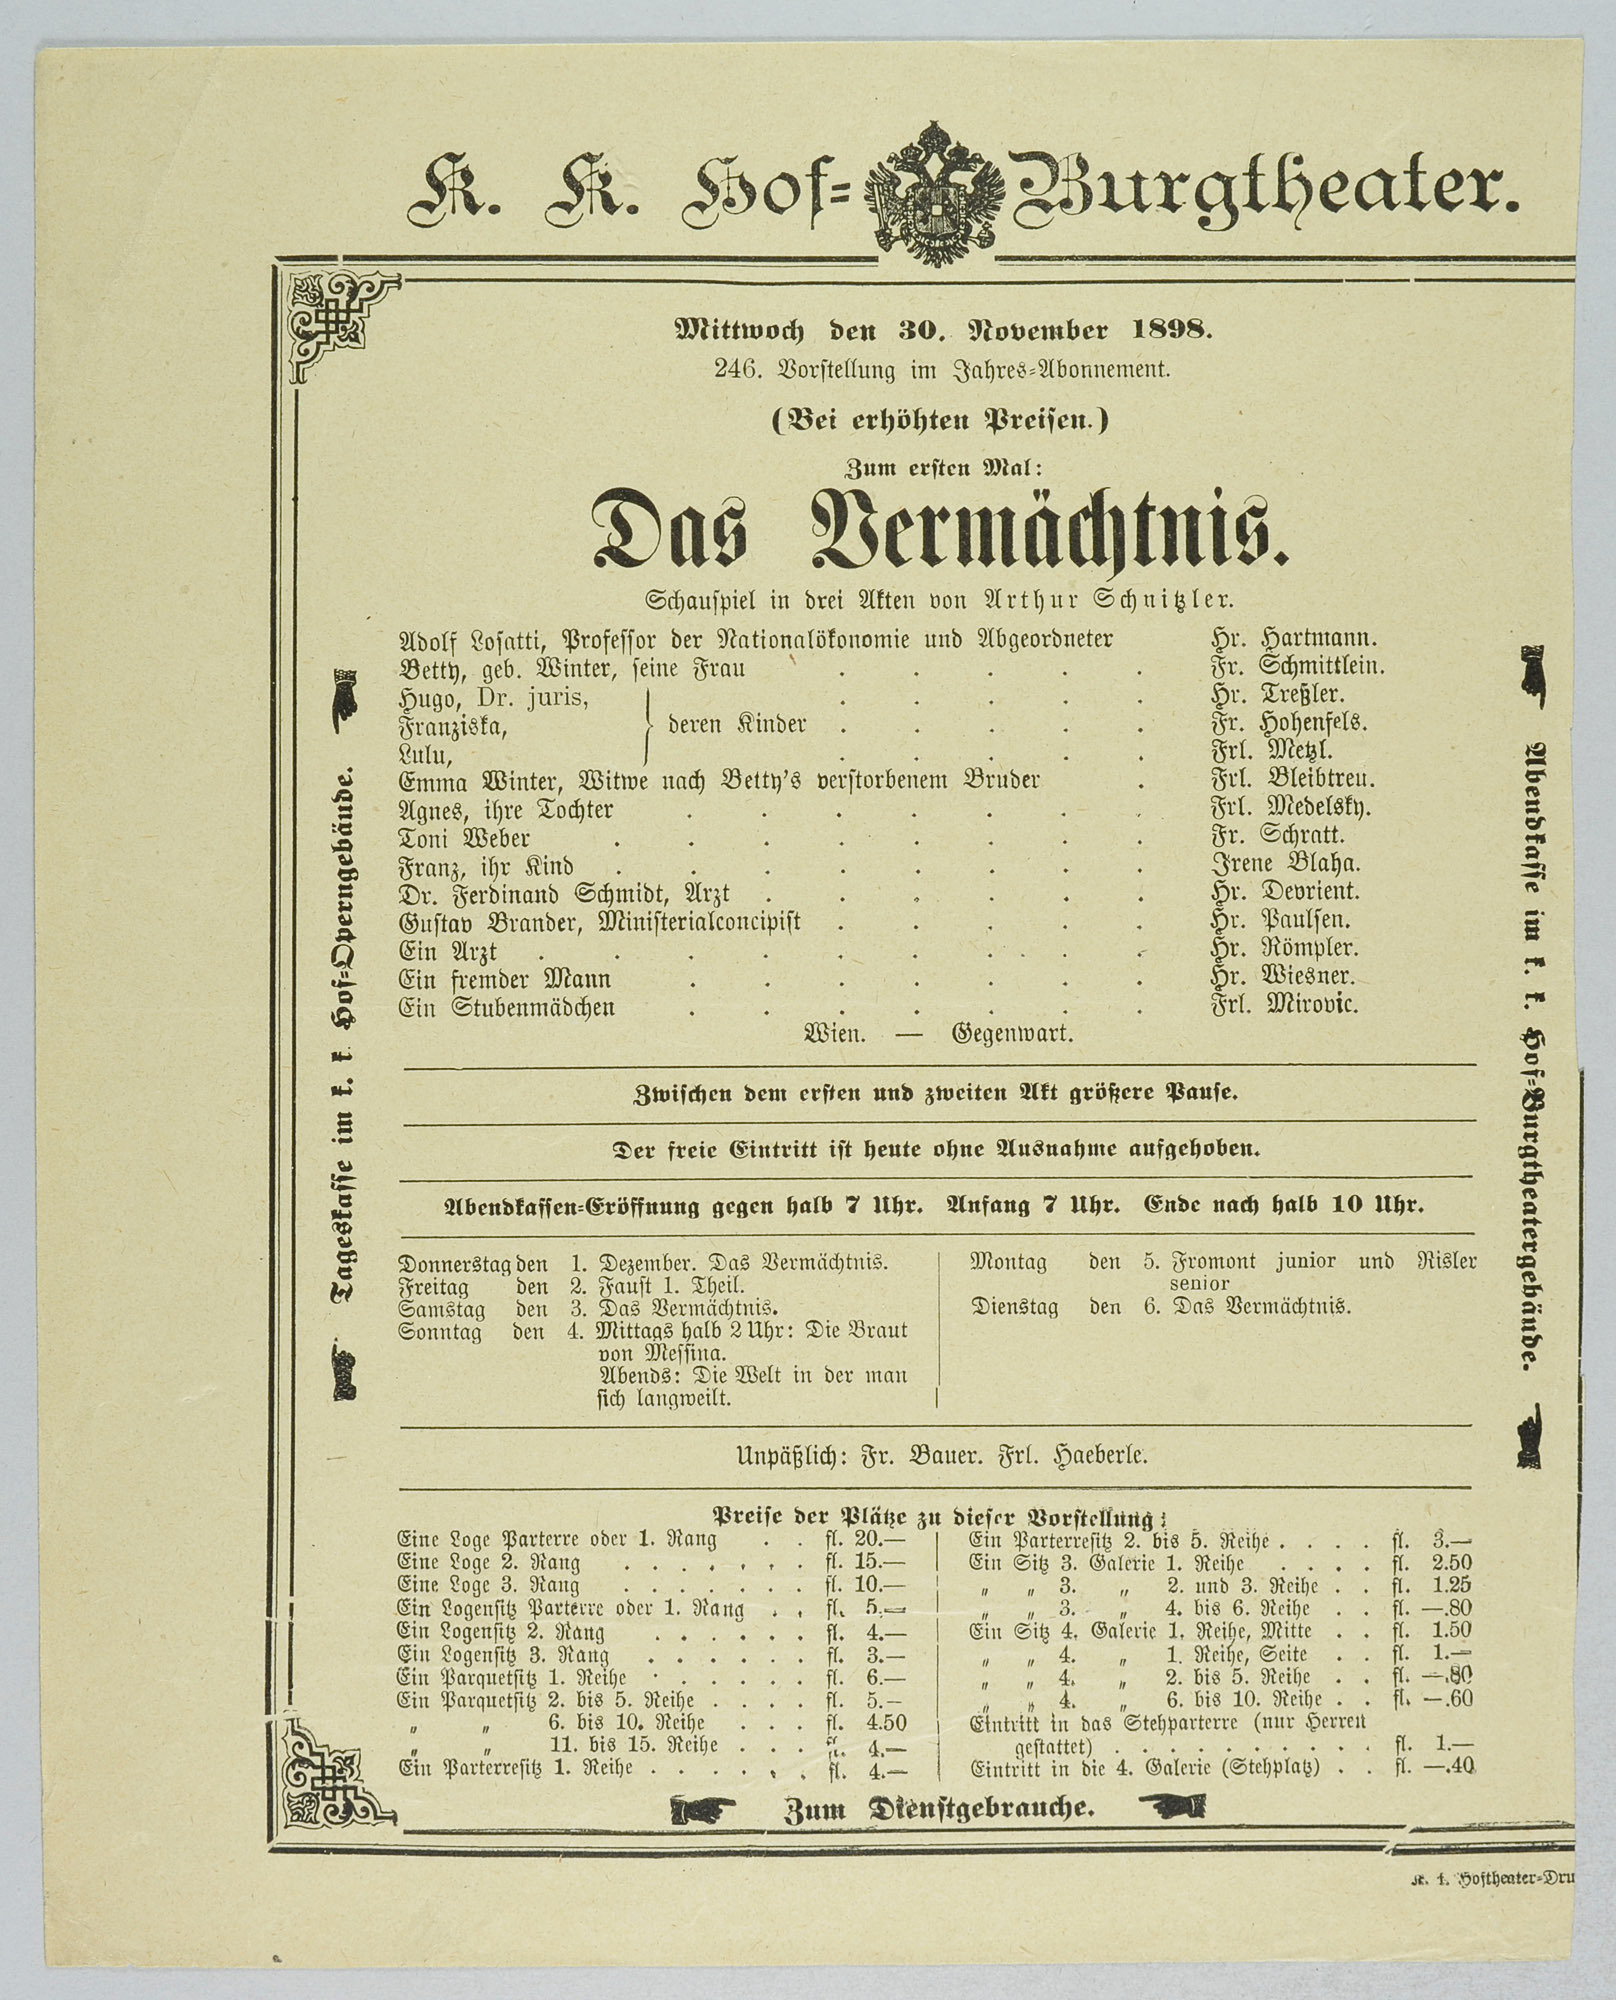 K. K. Hof-Burgtheater.
Mittwoch den 30. November 1898.
246. Vorstellung im Jahres-Abonnement.
(Bei erhöhten Preisen.)
Zum ersten Mal:
Das Vermächtnis.
Schauspiel in drei Akten von Arthur Schnitzler.
Adolf Losatti, Professor der Nationalökonomie und Abgeordneter Hr. Hartmann.
Betty, geb. Winter, seine Frau . . . . . Fr. Schmittlein.
Hugo, Dr. juris, . . . . . Hr. Treßler.
Franziska, } deren Kinder . . . . . Fr. Hohenfels.
Lulu, . . . . . Frl. Metzl.
Emma Winter, Witwe nach Betty's verstorbenem Bruder . Frl. Bleibtreu.
Agnes, ihre Tochter . . . . . . . Frl. Medelsky.
Toni Weber . . . . . . . . Fr. Schratt.
Franz, ihr Kind . . . . . . . . Irene Blaha.
Dr. Ferdinand Schmidt, Arzt . . . . . . Hr. Devrient.
Gustav Brander, Ministerialconcipist . . . . . Hr. Paulsen.
Ein Arzt . . . . . . . . . Hr. Römpler.
Ein fremder Mann . . . . . . . Hr. Wiesner.
Ein Stubenmädchen . . . . . . . Frl. Mirovic.
Wien. — Gegenwart.
Zwischen dem ersten und zweiten Akt größere Pause.
Der freie Eintritt ist heute ohne Ausnahme aufgehoben.
Abendkassen-Eröffnung gegen halb 7 Uhr. Anfang 7 Uhr. Ende nach halb 10 Uhr.
Donnerstag den 1. Dezember. Das Vermächtnis.
Freitag den 2. Faust 1. Theil.
Samstag den 3. Das Vermächtnis.
Sonntag den 4. Mittags halb 2 Uhr: Die Braut
von Messina.
Abends: Die Welt in der man
sich langweilt.
Montag den 5. Fromont junior und Risler
senior
Dienstag den 6. Das Vermächtnis.
Unpäßlich: Fr. Bauer. Frl. Haeberle.
Preise der Plätze zu dieser Vorstellung:
Eine Loge Parterre oder 1. Rang . . fl. 20.—
Eine Loge 2. Rang . . . . . . . fl. 15.—
Eine Loge 3. Rang . . . . . . . fl. 10.—
Ein Logensitz Parterre oder 1. Rang . . fl. 5.—
Ein Logensitz 2. Rang . . . . . . fl. 4.—
Ein Logensitz 3. Rang . . . . . . fl. 3.—
Ein Parquetsitz 1. Reihe . . . . . . fl. 6.—
Ein Parquetsitz 2. bis 5. Reihe . . . . fl. 5.—
„ „ 6. bis 10. Reihe . . . fl. 4.50
„ „ 11. bis 15. Reihe . . . fl. 4.—
Ein Parterresitz 1. Reihe . . . . . . fl. 4.—
Ein Parterresitz 2. bis 5. Reihe . . . . fl. 3.—
Ein Sitz 3. Galerie 1. Reihe . . . . fl. 2.50
„ „ 3. „ 2. und 3. Reihe . . fl. 1.25
„ „ 3. „ 4. bis 6. Reihe . . fl. —.80
Ein Sitz 4. Galerie 1. Reihe, Mitte . . fl. 1.50
„ „ 4. „ 1. Reihe, Seite . . fl. 1.—
„ „ 4. „ 2. bis 5. Reihe . . fl. —.80
„ „ 4. „ 6. bis 10. Reihe . . fl. —.60
Eintritt in das Stehparterre (nur Herren
gestattet) . . . . . . . . . fl. 1.—
Eintritt in die 4. Galerie (Stehplatz) . . fl. —.40
Zum Dienstgebrauche.
Tageskasse im k. k. Hof-Operngebäude.
Abendkasse im k. k. Hof-Burgtheatergebäude.
K. k. Hoftheater-Dru